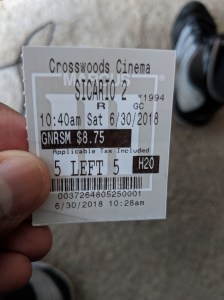 Crosswoods Cinema
SICARIO 2
T1994
R GC
10:40am Sat 6/30/2018
GNRSM $8.75
Applicable Tax Included
5 LEFT 5 H20
0037264805250001
6/30/2018 10:28am